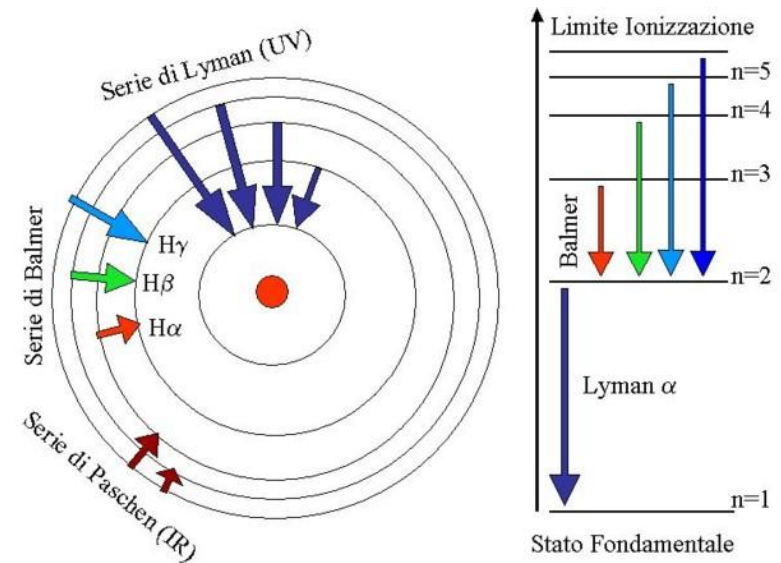 Serie di Lyman (UV)
Serie di Balmer
Hγ
Hβ
Hα
Serie di Paschen (IR)
Limite Ionizzazione
n=5
n=4
n=3
Balmer
n=2
Lyman α
n=1
Stato Fondamentale